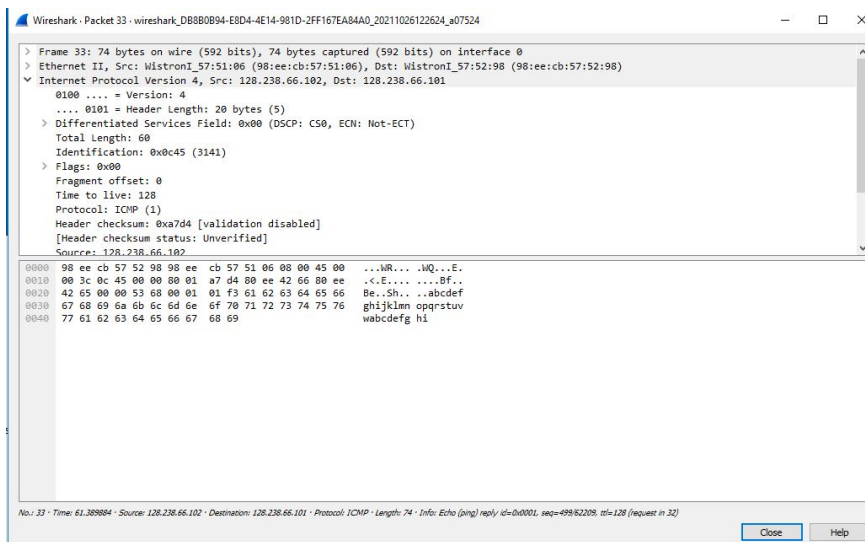 Wireshark · Packet 33 · wireshark_DB8B0B94-E8D4-4E14-981D-2FF167EA84A0_20211026122624_a07524
> Frame 33: 74 bytes on wire (592 bits), 74 bytes captured (592 bits) on interface 0
> Ethernet II, Src: WistronI_57:51:06 (98:ee:cb:57:51:06), Dst: WistronI_57:52:98 (98:ee:cb:57:52:98)
Internet Protocol Version 4, Src: 128.238.66.102, Dst: 128.238.66.101
0100 .... = Version: 4
.... 0101 = Header Length: 20 bytes (5)
> Differentiated Services Field: 0x00 (DSCP: CS0, ECN: Not-ECT)
Total Length: 60
Identification: 0x0c45 (3141)
> Flags: 0x00
Fragment offset: 0
Time to live: 128
Protocol: ICMP (1)
Header checksum: 0xa7d4 [validation disabled]
[Header checksum status: Unverified]
Source: 128.238.66.102
0000 98 ee cb 57 52 98 98 ee cb 57 51 06 08 00 45 00 ...WR... .WQ...E.
0010 00 3c 0c 45 00 00 80 01 a7 d4 80 ee 42 66 80 ee .<.E.... ....Bf..
0020 42 65 00 00 53 68 00 01 01 f3 61 62 63 64 65 66 Be..Sh.. ..abcdef
0030 67 68 69 6a 6b 6c 6d 6e 6f 70 71 72 73 74 75 76 ghijklmn opqrstuv
0040 77 61 62 63 64 65 66 67 68 69 wabcdefg hi
No.: 33 · Time: 61.389884 · Source: 128.238.66.102 · Destination: 128.238.66.101 · Protocol: ICMP · Length: 74 · Info: Echo (ping) reply id=0x0001, seq=499/62209, ttl=128 (request in 32)
Close Help